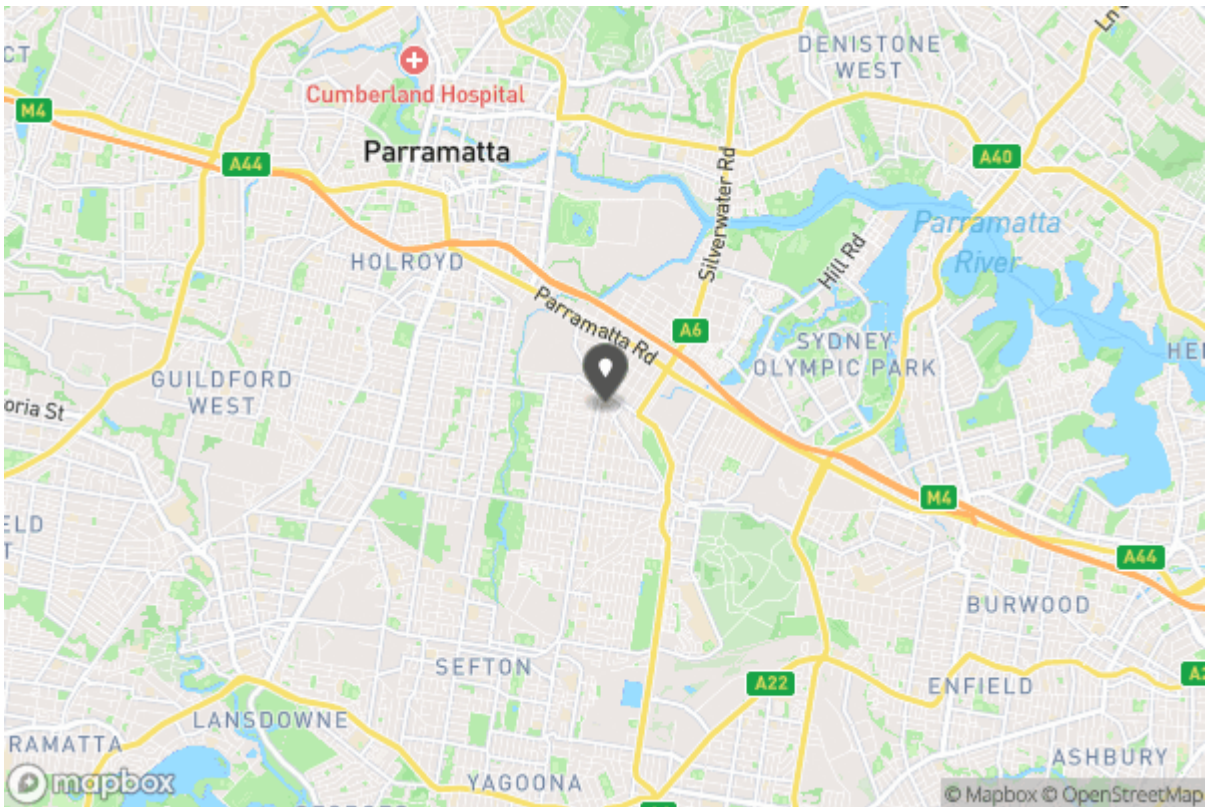 DENISTONE
WEST
CT
Cumberland Hospital
M4
Parramatta
A44
A40
Silverwater Rd
Parramatta
River
HOLROYD
Hill Rd
Parramatta Rd
A6
SYDNEY
OLYMPIC PARK
HE
GUILDFORD
WEST
oria St
M4
ELD
T
A44
BURWOOD
SEFTON
A22
ENFIELD
LANSDOWNE
RAMATTA
ASHBURY
YAGOONA
mapbox
© Mapbox © OpenStreetMap